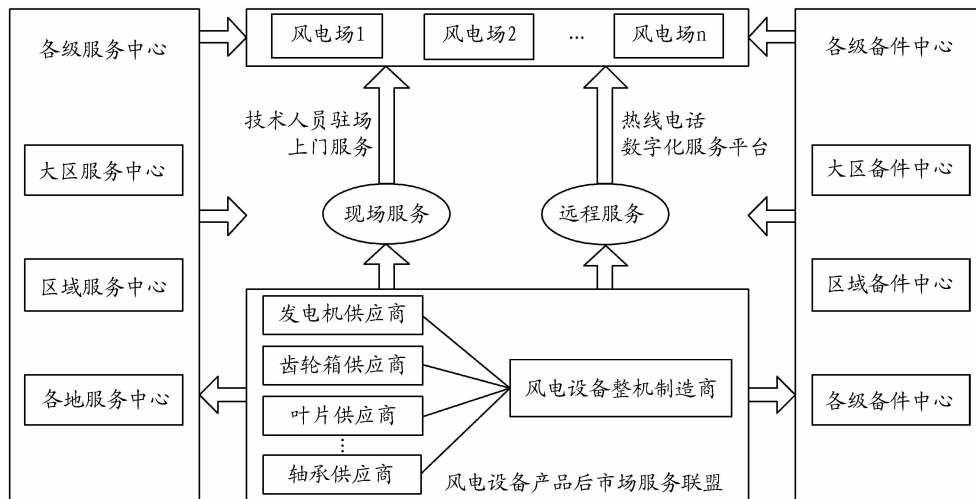 各级服务中心
大区服务中心
区域服务中心
各地服务中心
风电场1
风电场2
…
风电场n
技术人员驻场
上门服务
热线电话
数字化服务平台
现场服务
远程服务
发电机供应商
齿轮箱供应商
叶片供应商
⋮
轴承供应商
风电设备整机制造商
风电设备产品后市场服务联盟
各级备件中心
大区备件中心
区域备件中心
各级备件中心